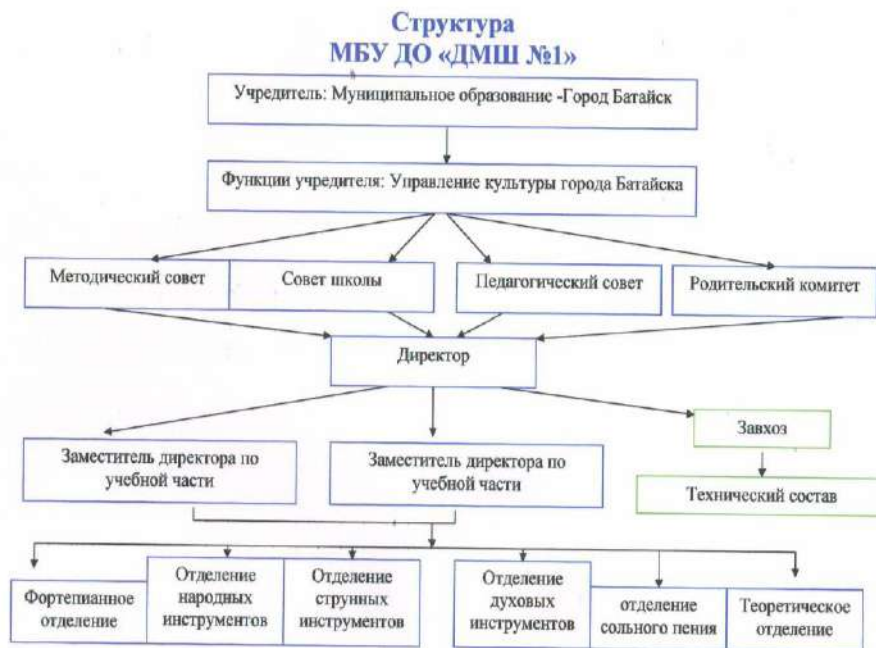 Структура
МБУ ДО «ДМШ №1»
Учредитель: Муниципальное образование -Город Батайск
Функции учредителя: Управление культуры города Батайска
Методический совет
Совет школы
Педагогический совет
Родительский комитет
Директор
Завхоз
Заместитель директора по
учебной части
Заместитель директора по
учебной части
Технический состав
Фортепианное
отделение
Отделение
народных
инструментов
Отделение
струнных
инструментов
Отделение
духовых
инструментов
отделение
сольного пения
Теоретическое
отделение